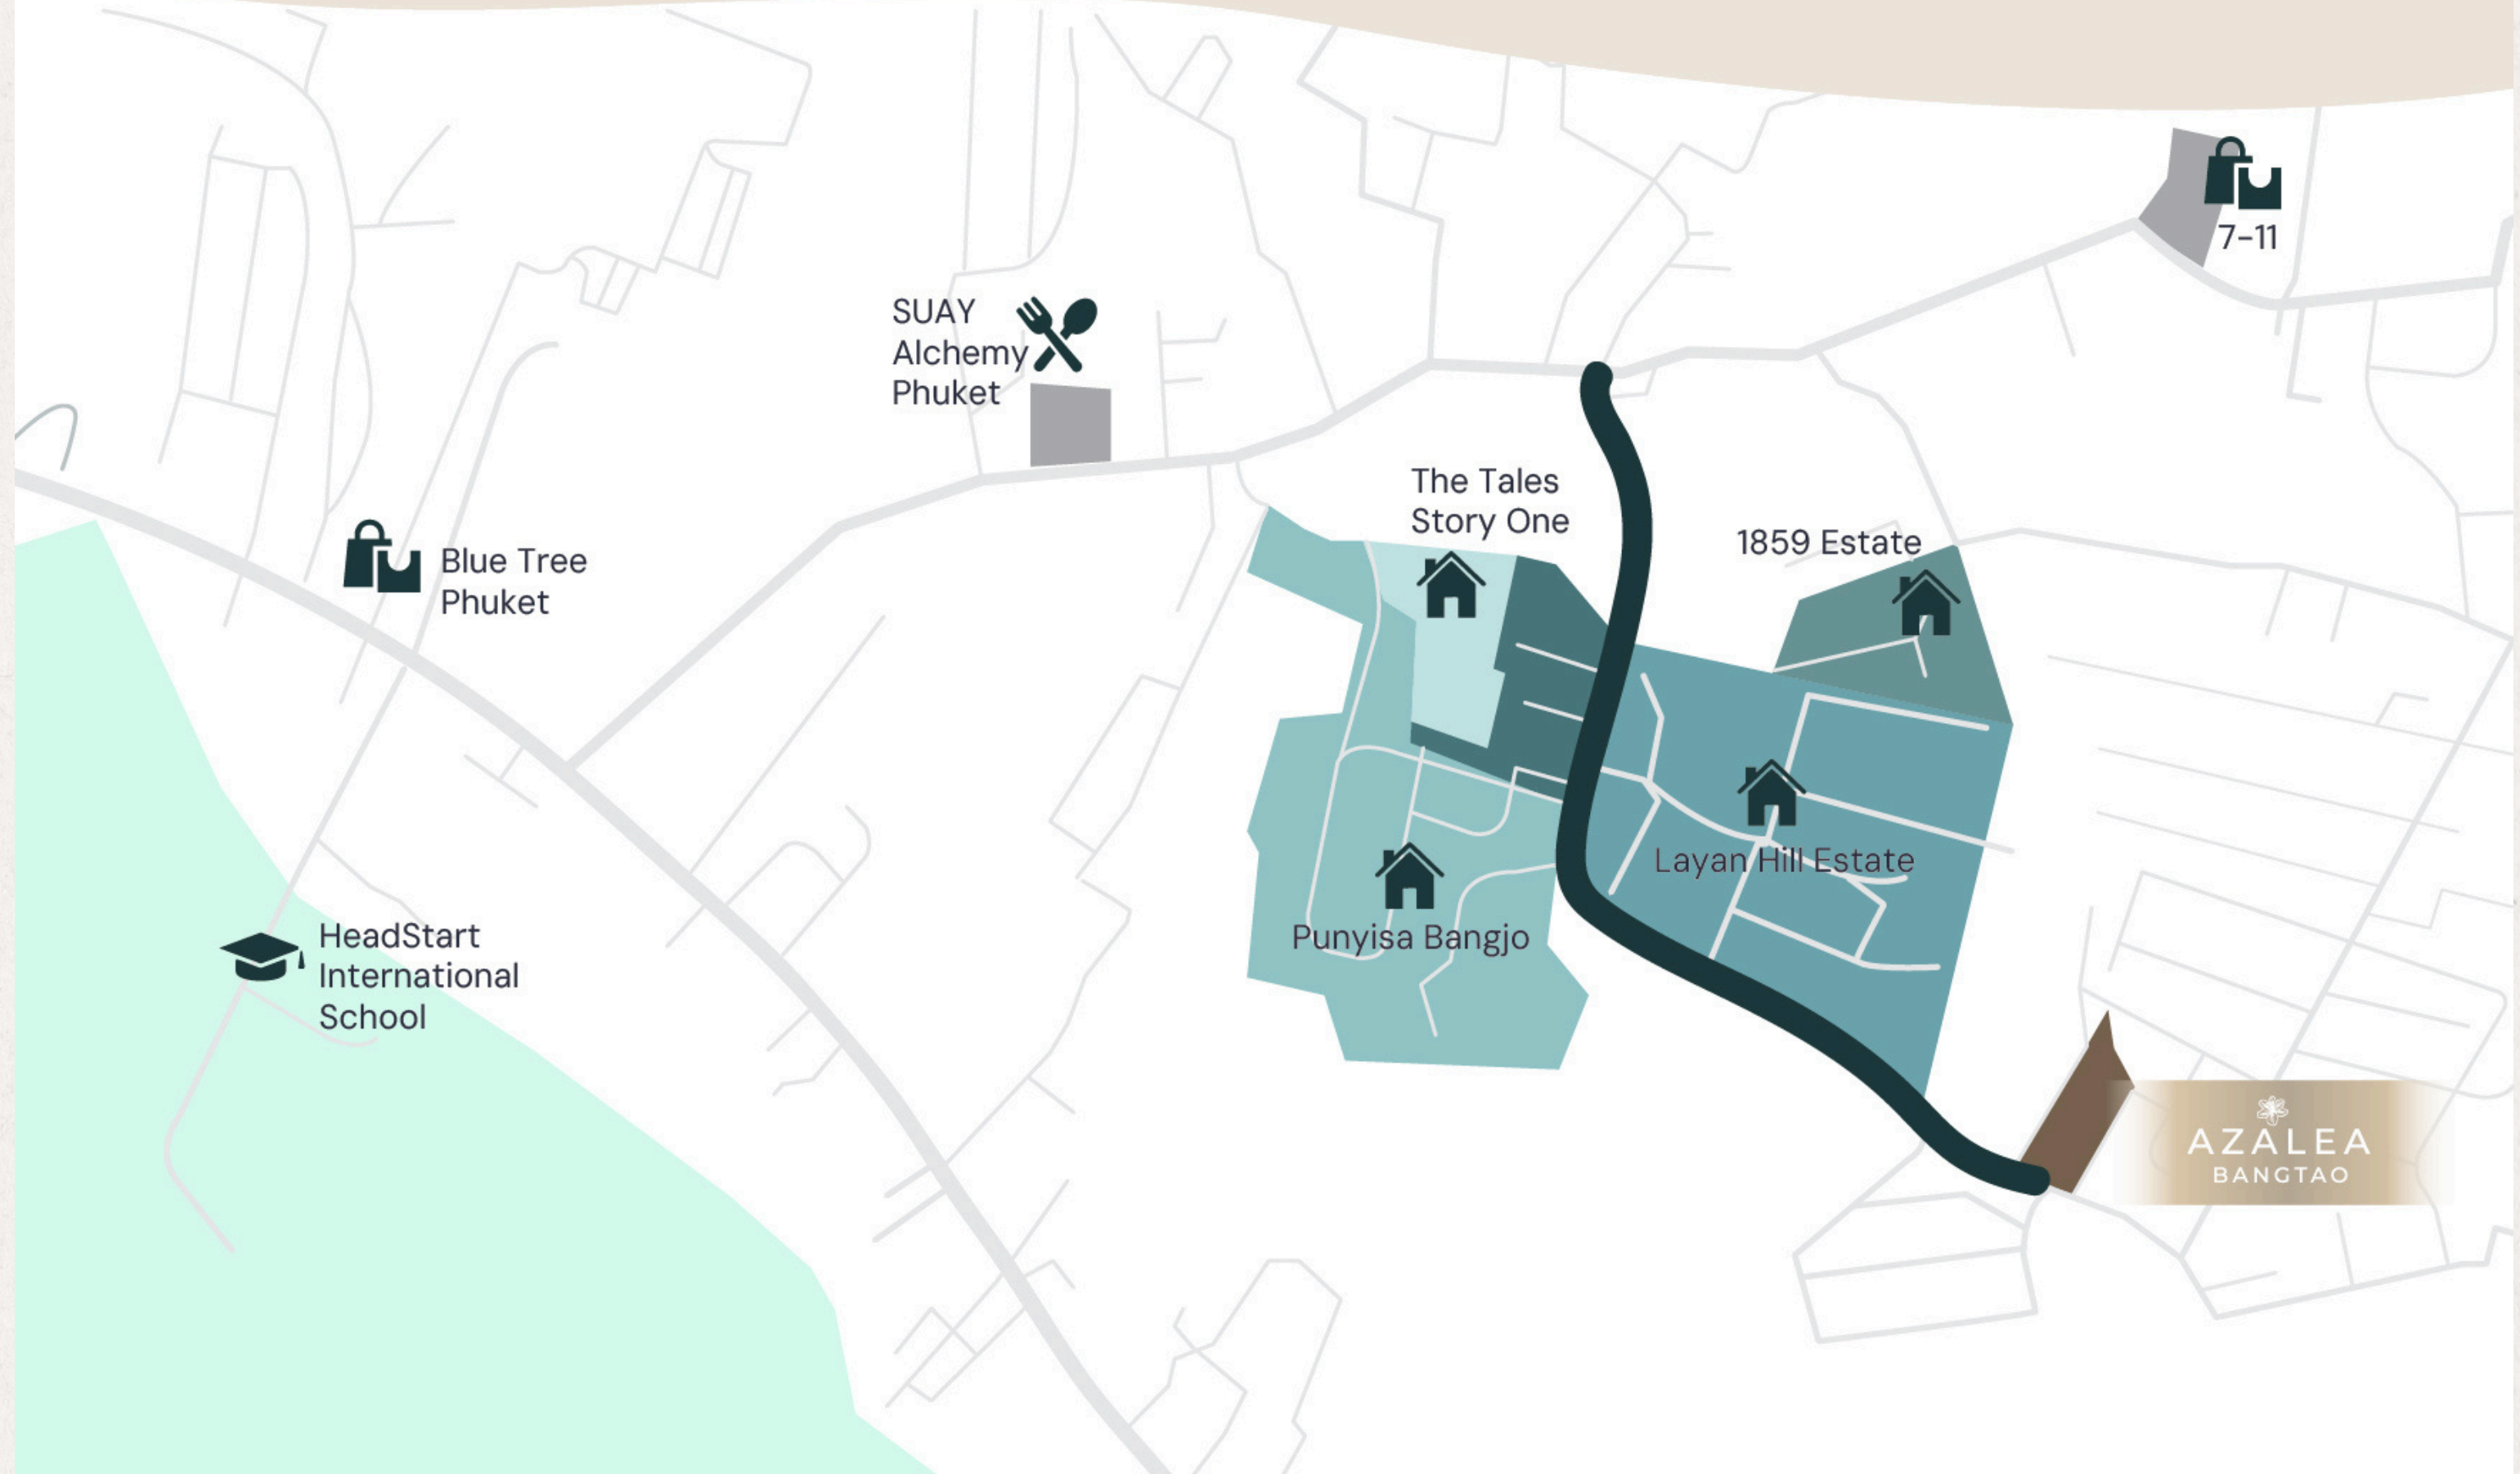 7-11
SUAY
Alchemy
Phuket
The Tales
Story One
1859 Estate
Blue Tree
Phuket
Layan Hill Estate
Punyisa Bangjo
HeadStart
International
School
AZALEA
BANGTAO